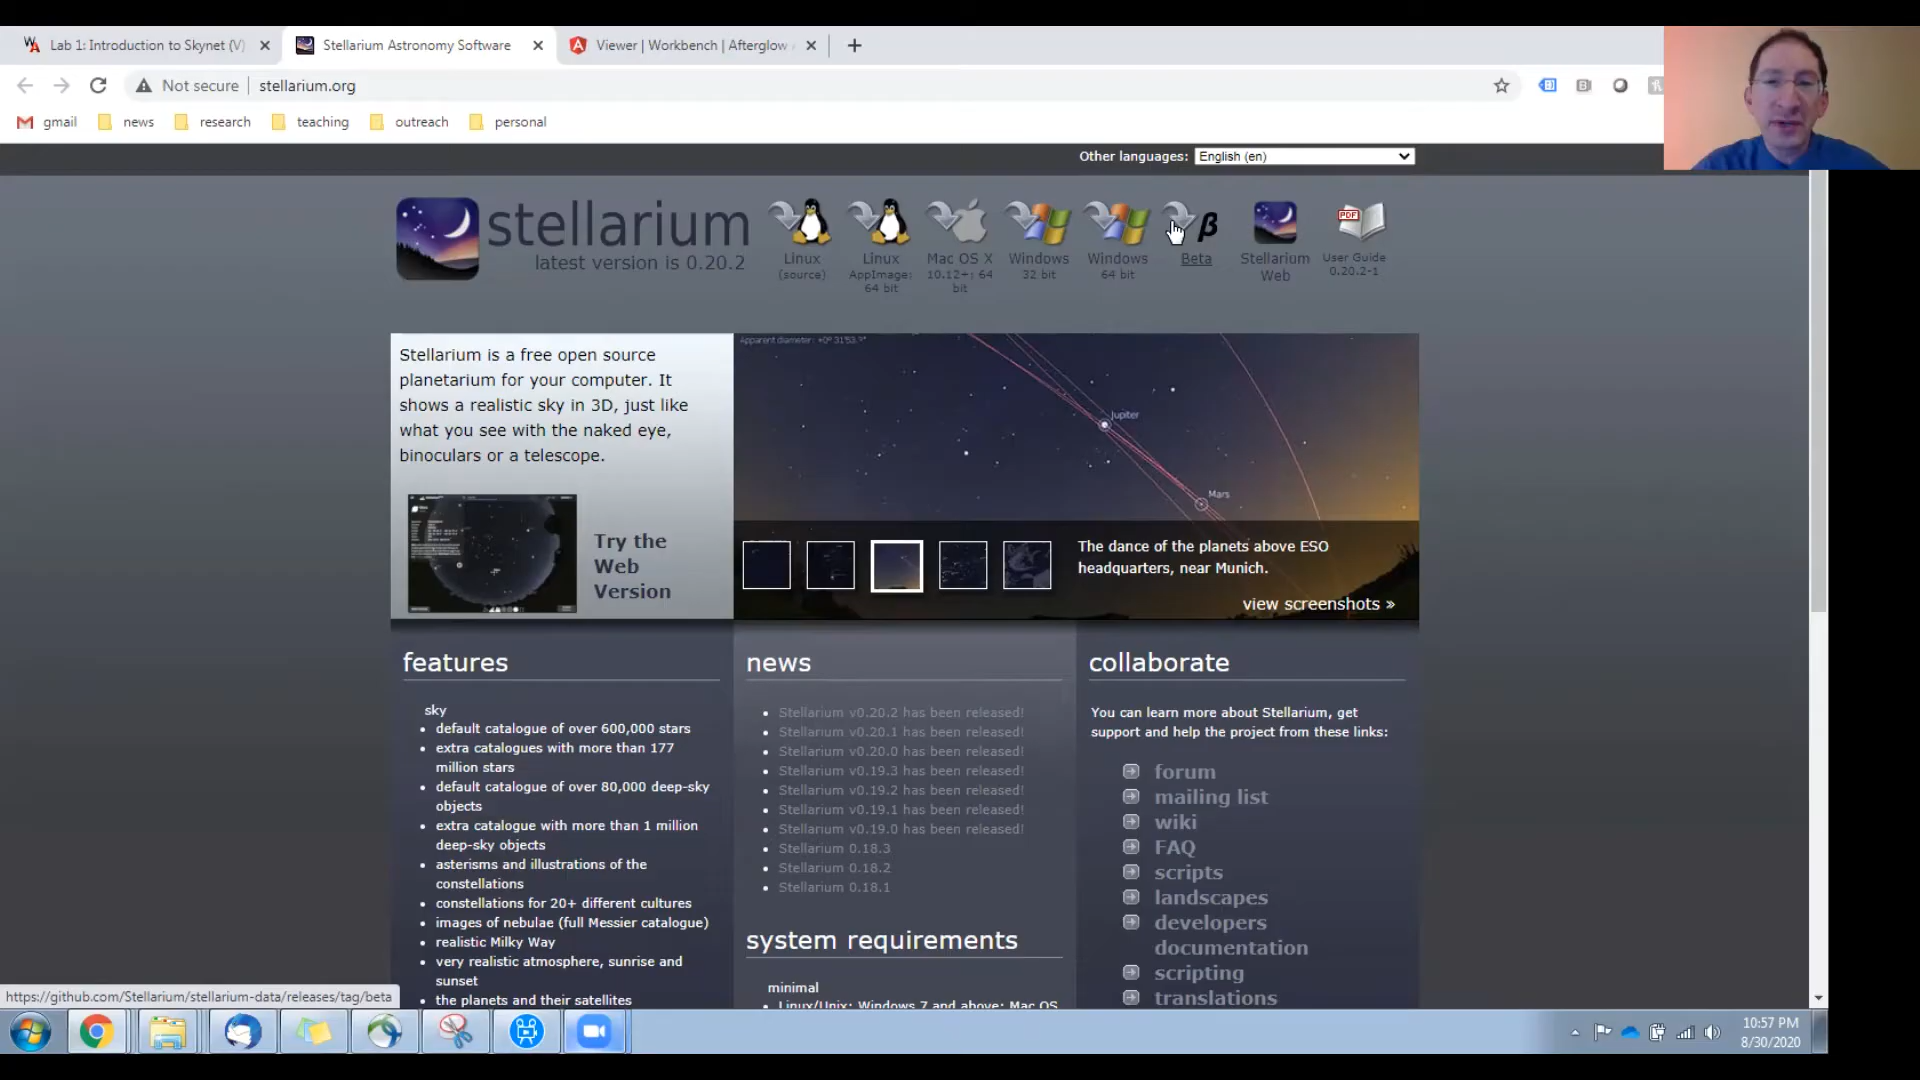 Lab 1: Introduction to Skynet (V)
Stellarium Astronomy Software
Viewer | Workbench | Afterglow
Not secure
stellarium.org
gmail
news
research
teaching
outreach
personal
Other languages:
English (en)
stellarium
latest version is 0.20.2
Linux
(source)
Linux
AppImage;
64 bit
Mac OS X
10.12+; 64
bit
Windows
32 bit
Windows
64 bit
β
Beta
Stellarium
Web
PDF
User Guide
0.20.2-1
Stellarium is a free open source
planetarium for your computer. It
shows a realistic sky in 3D, just like
what you see with the naked eye,
binoculars or a telescope.
Try the
Web
Version
Jupiter
Mars
The dance of the planets above ESO
headquarters, near Munich.
view screenshots »
features
sky
default catalogue of over 600,000 stars
extra catalogues with more than 177
million stars
default catalogue of over 80,000 deep-sky
objects
extra catalogue with more than 1 million
deep-sky objects
asterisms and illustrations of the
constellations
constellations for 20+ different cultures
images of nebulae (full Messier catalogue)
realistic Milky Way
very realistic atmosphere, sunrise and
sunset
the planets and their satellites
news
Stellarium v0.20.2 has been released!
Stellarium v0.20.1 has been released!
Stellarium v0.20.0 has been released!
Stellarium v0.19.3 has been released!
Stellarium v0.19.2 has been released!
Stellarium v0.19.1 has been released!
Stellarium v0.19.0 has been released!
Stellarium 0.18.3
Stellarium 0.18.2
Stellarium 0.18.1
system requirements
minimal
Linux/Unix; Windows 7 and above; Mac OS
collaborate
You can learn more about Stellarium, get
support and help the project from these links:
forum
mailing list
wiki
FAQ
scripts
landscapes
developers
documentation
scripting
translations
https://github.com/Stellarium/stellarium-data/releases/tag/beta
10:57 PM
8/30/2020